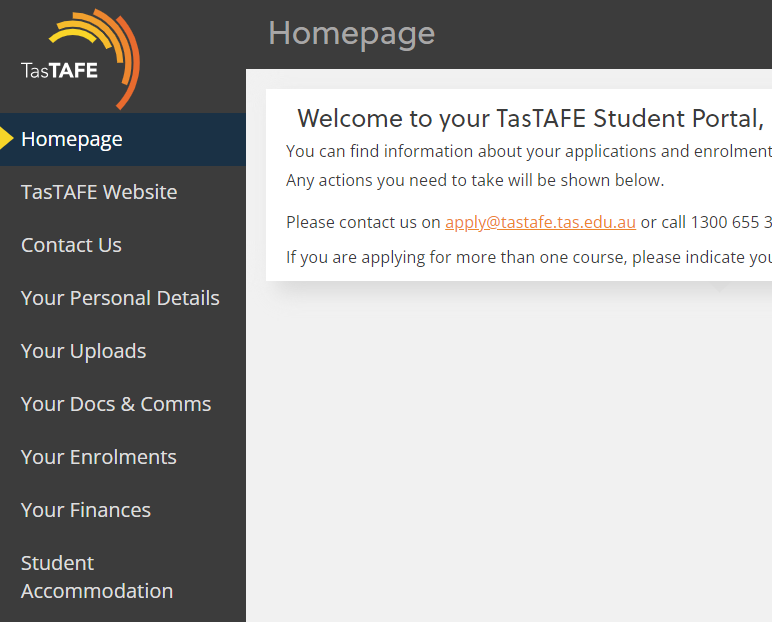 TasTAFE
Homepage
TasTAFE Website
Contact Us
Your Personal Details
Your Uploads
Your Docs & Comms
Your Enrolments
Your Finances
Student
Accommodation
Homepage
Welcome to your TasTAFE Student Portal,
You can find information about your applications and enrolment
Any actions you need to take will be shown below.
Please contact us on apply@tastafe.tas.edu.au or call 1300 655 3
If you are applying for more than one course, please indicate you